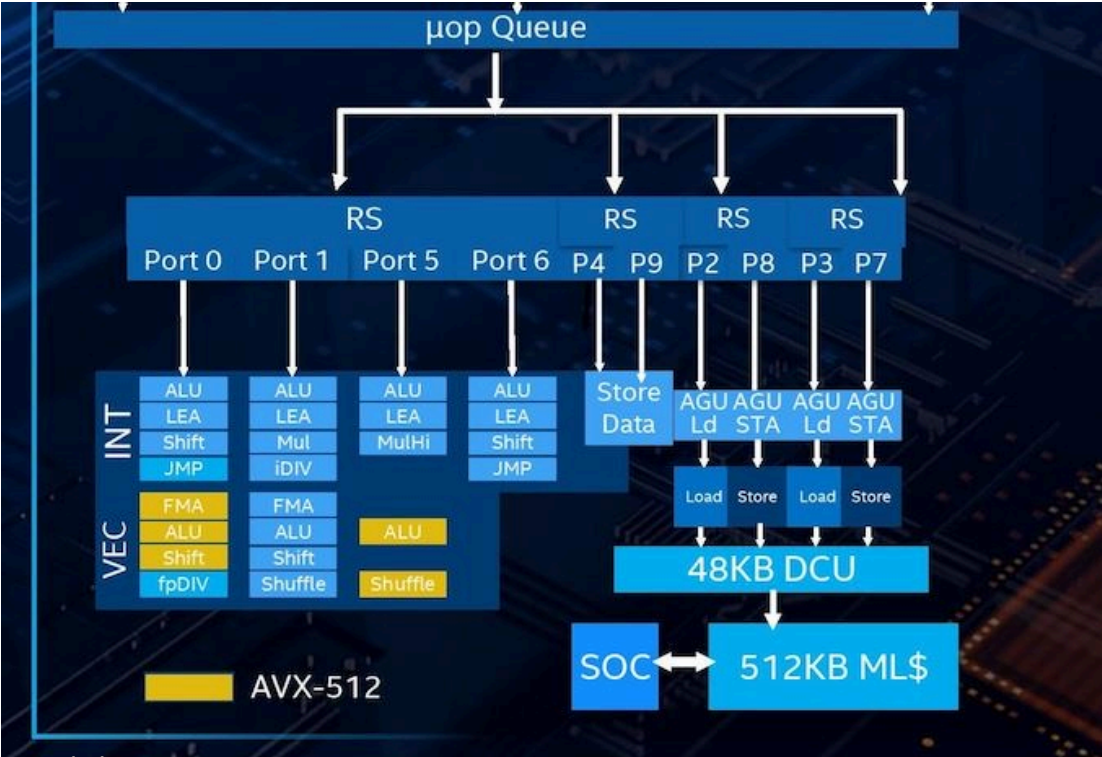 μop Queue
RS RS RS RS
Port 0 Port 1 Port 5 Port 6 P4 P9 P2 P8 P3 P7
INT
ALU ALU ALU ALU
LEA LEA LEA LEA
Shift Mul MulHi Shift
JMP iDIV JMP
Store
Data
AGU AGU AGU AGU
Ld STA Ld STA
Load Store Load Store
VEC
FMA FMA
ALU ALU ALU
Shift Shift
fpDIV Shuffle Shuffle
48KB DCU
SOC 512KB ML$
AVX-512